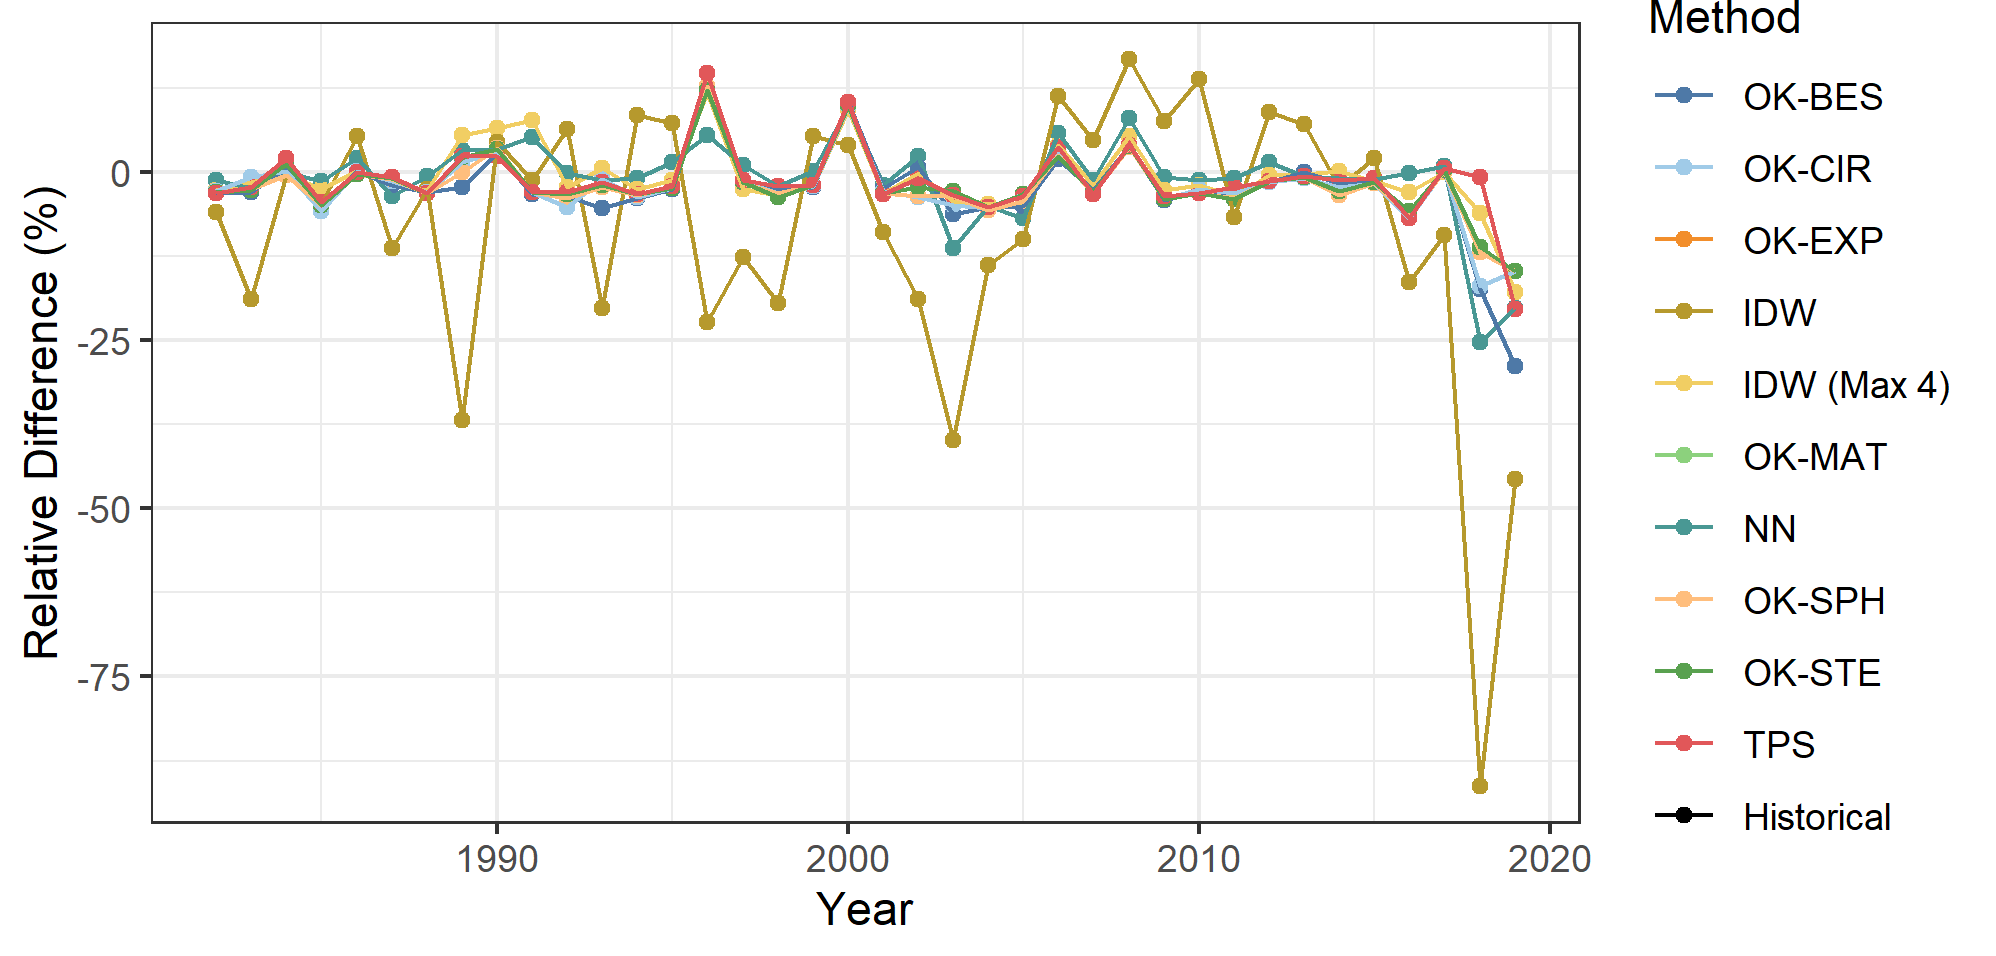 Method
OK-BES
OK-CIR
OK-EXP
IDW
IDW (Max 4)
OK-MAT
NN
OK-SPH
OK-STE
TPS
Historical
Relative Difference (%)
0
-25
-50
-75
1990
2000
2010
2020
Year